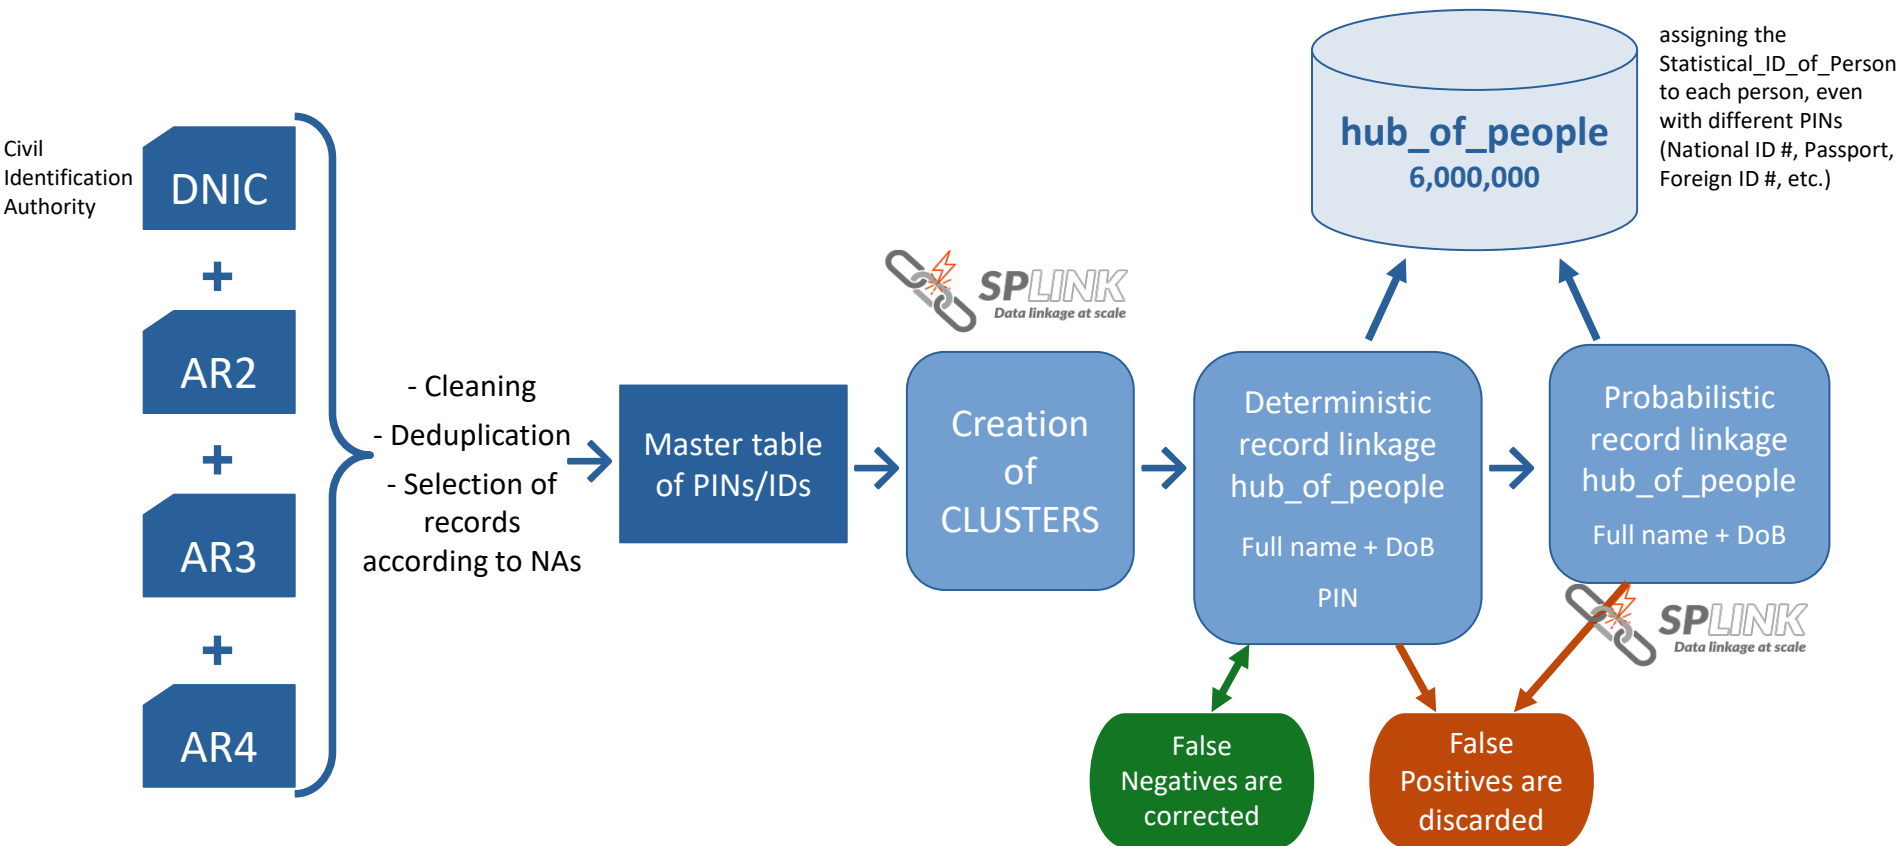 Civil
Identification
Authority
DNIC
+
AR2
+
AR3
+
AR4
- Cleaning
- Deduplication
- Selection of
records
according to NAs
Master table
of PINs/IDs
SPLINK
Data linkage at scale
Creation
of
CLUSTERS
Deterministic
record linkage
hub_of_people
Full name + DoB
PIN
Probabilistic
record linkage
hub_of_people
Full name + DoB
SPLINK
Data linkage at scale
hub_of_people
6,000,000
assigning the
Statistical_ID_of_Person
to each person, even
with different PINs
(National ID #, Passport,
Foreign ID #, etc.)
False
Negatives are
corrected
False
Positives are
discarded